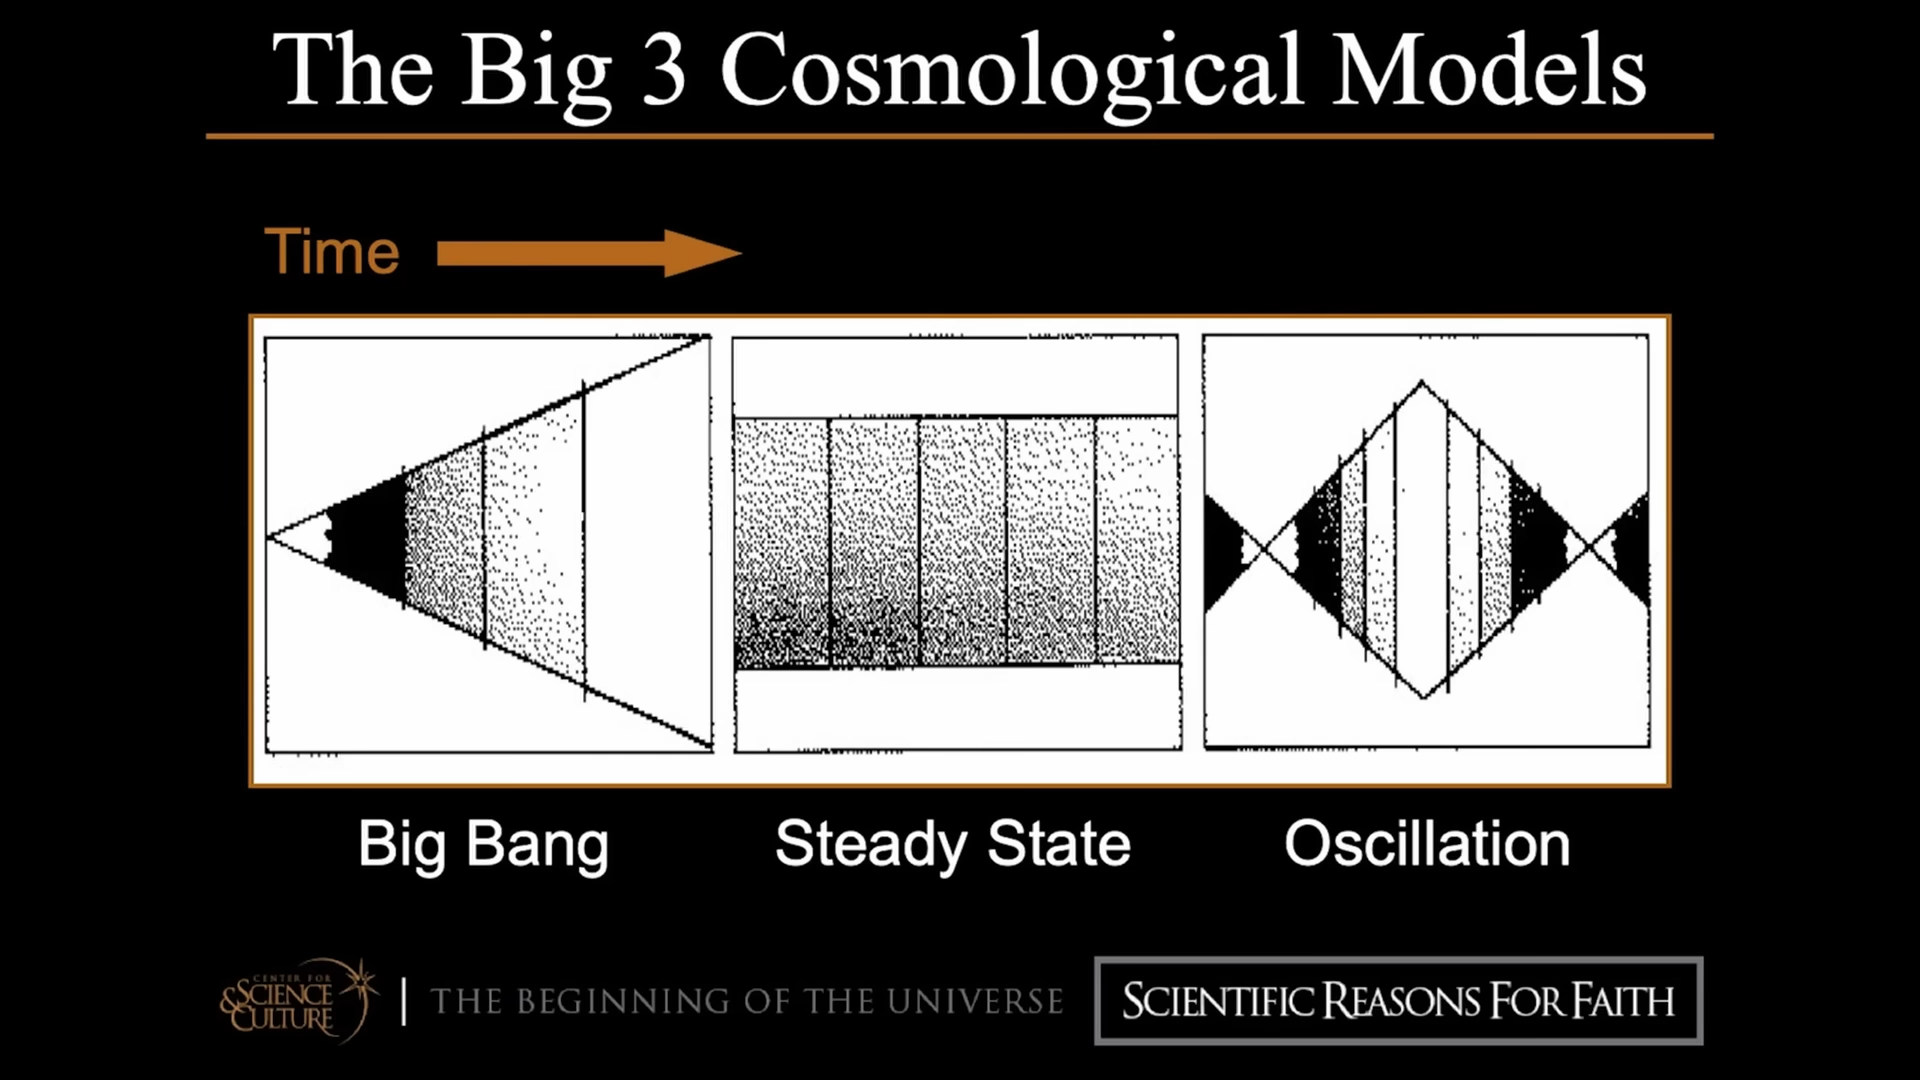 The Big 3 Cosmological Models
Time
Big Bang
Steady State
Oscillation
CENTER FOR
SCIENCE
& CULTURE
THE BEGINNING OF THE UNIVERSE
SCIENTIFIC REASONS FOR FAITH